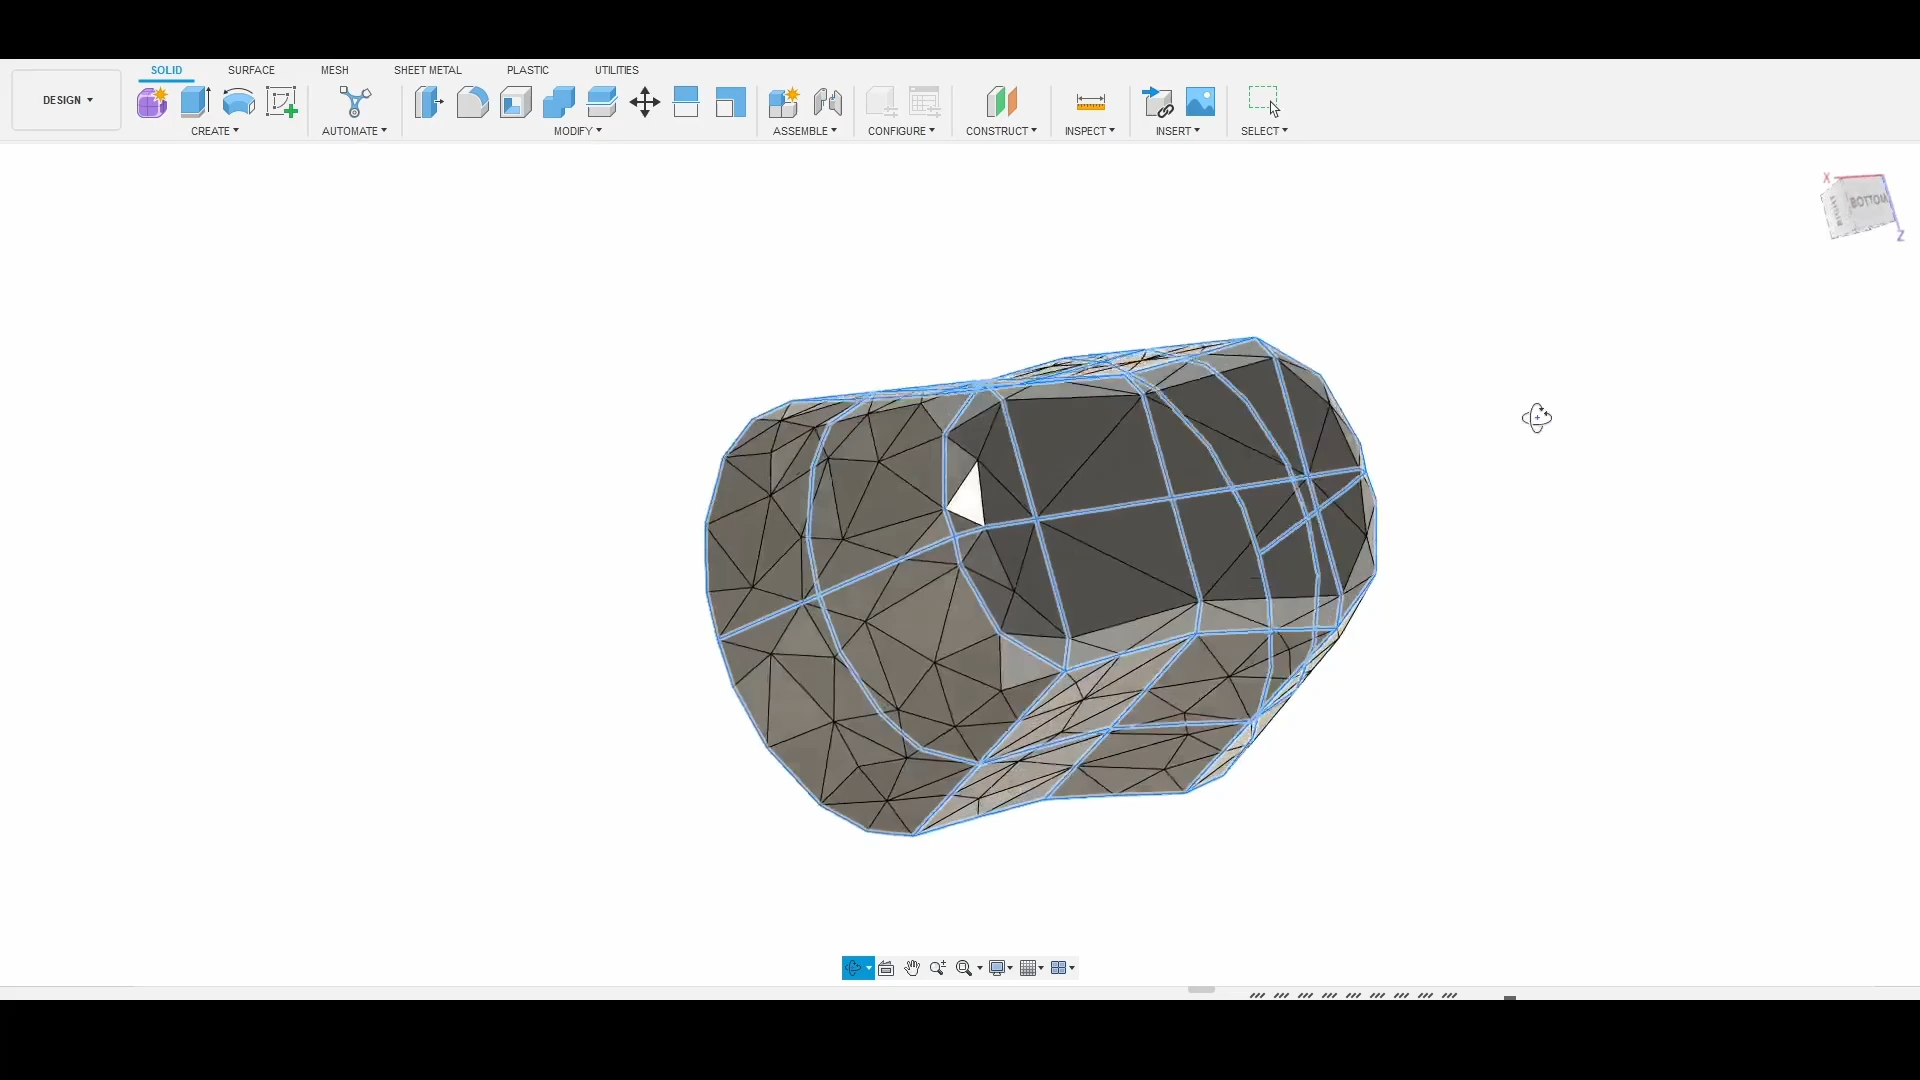 SOLID SURFACE MESH SHEET METAL PLASTIC UTILITIES
DESIGN
CREATE AUTOMATE MODIFY ASSEMBLE CONFIGURE CONSTRUCT INSPECT INSERT SELECT
X
BOTTOM
Z